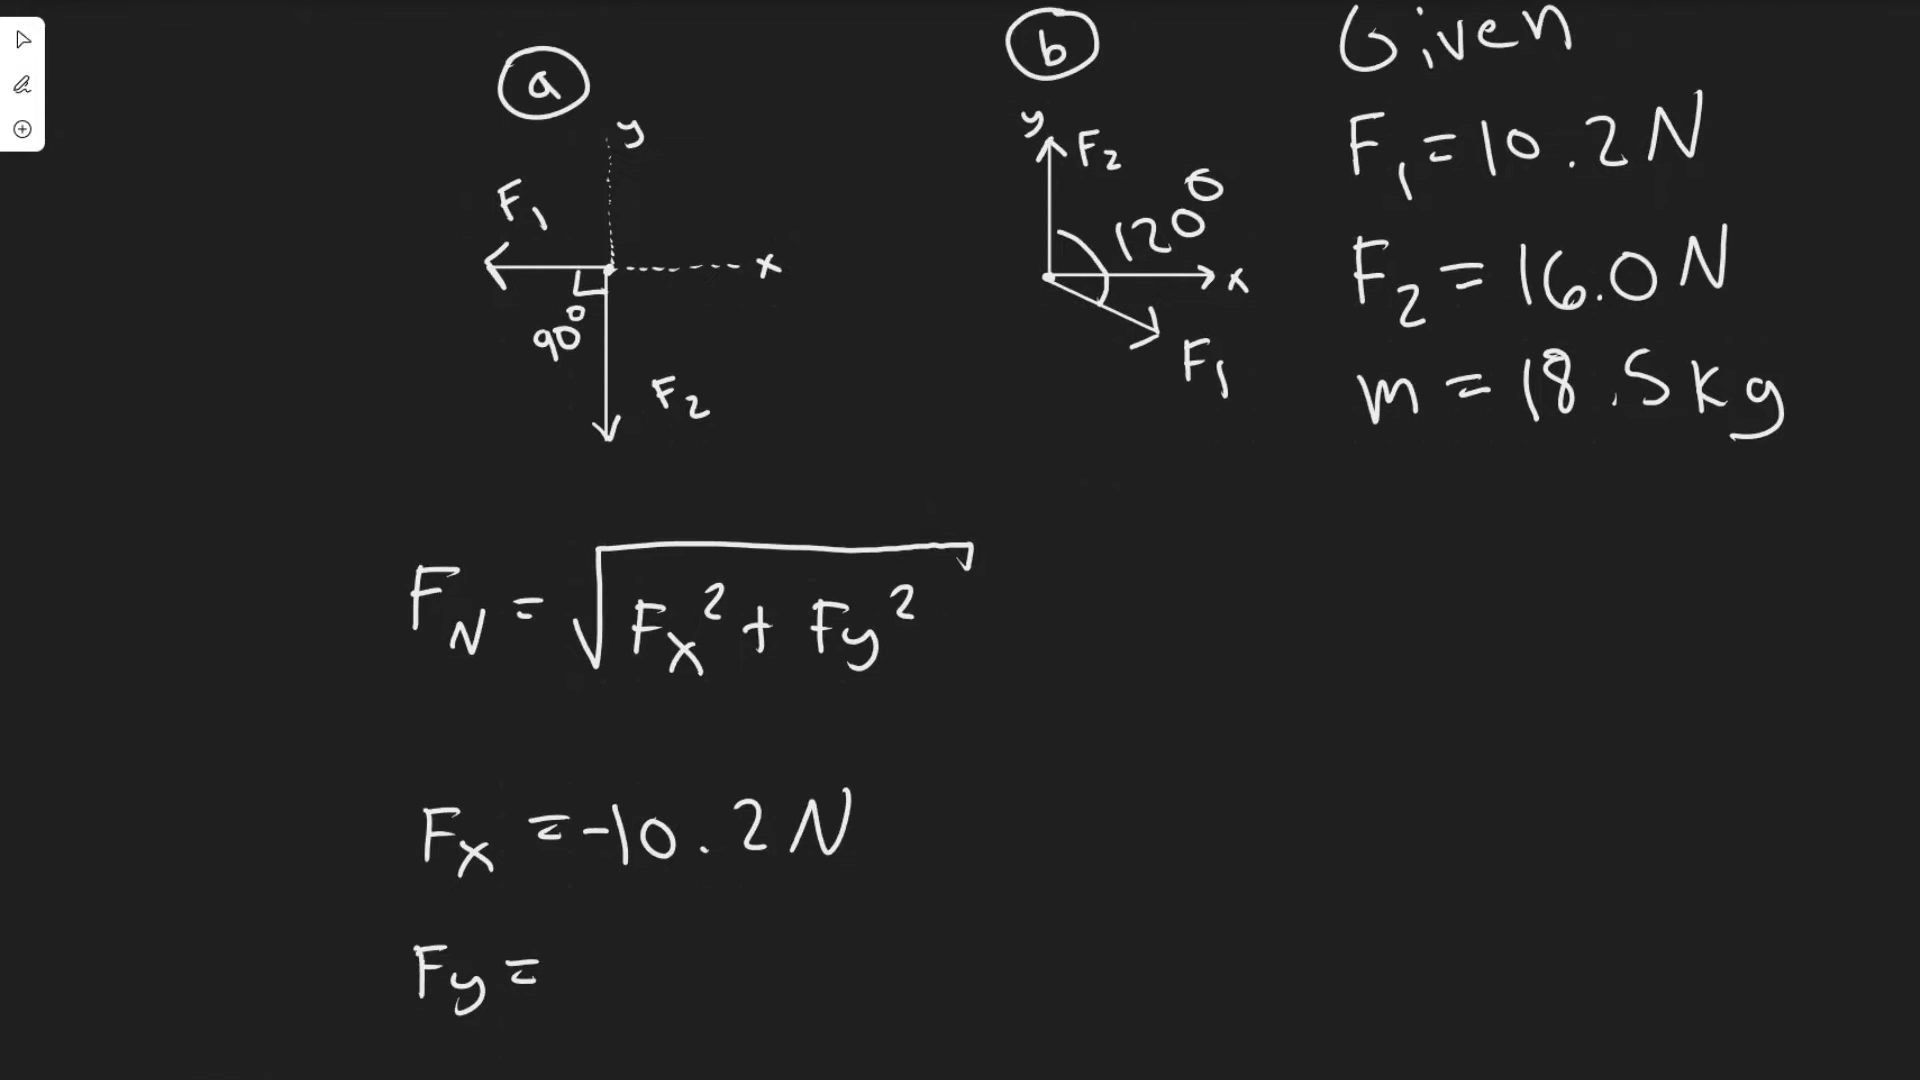 a
y
F₁
x
90°
F₂
b
y
F₂
120°
x
F₁
Given
F₁ = 10.2 N
F₂ = 16.0 N
m = 18.5 kg
F_N = √(Fx² + Fy²)
Fx = -10.2 N
Fy =